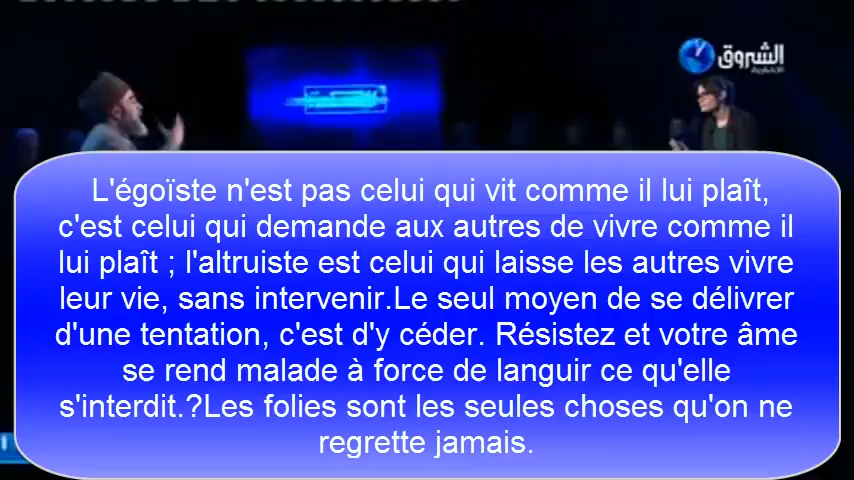 الشروق
الإخبارية
L'égoïste n'est pas celui qui vit comme il lui plaît,
c'est celui qui demande aux autres de vivre comme il
lui plaît ; l'altruiste est celui qui laisse les autres vivre
leur vie, sans intervenir.Le seul moyen de se délivrer
d'une tentation, c'est d'y céder. Résistez et votre âme
se rend malade à force de languir ce qu'elle
s'interdit.?Les folies sont les seules choses qu'on ne
regrette jamais.